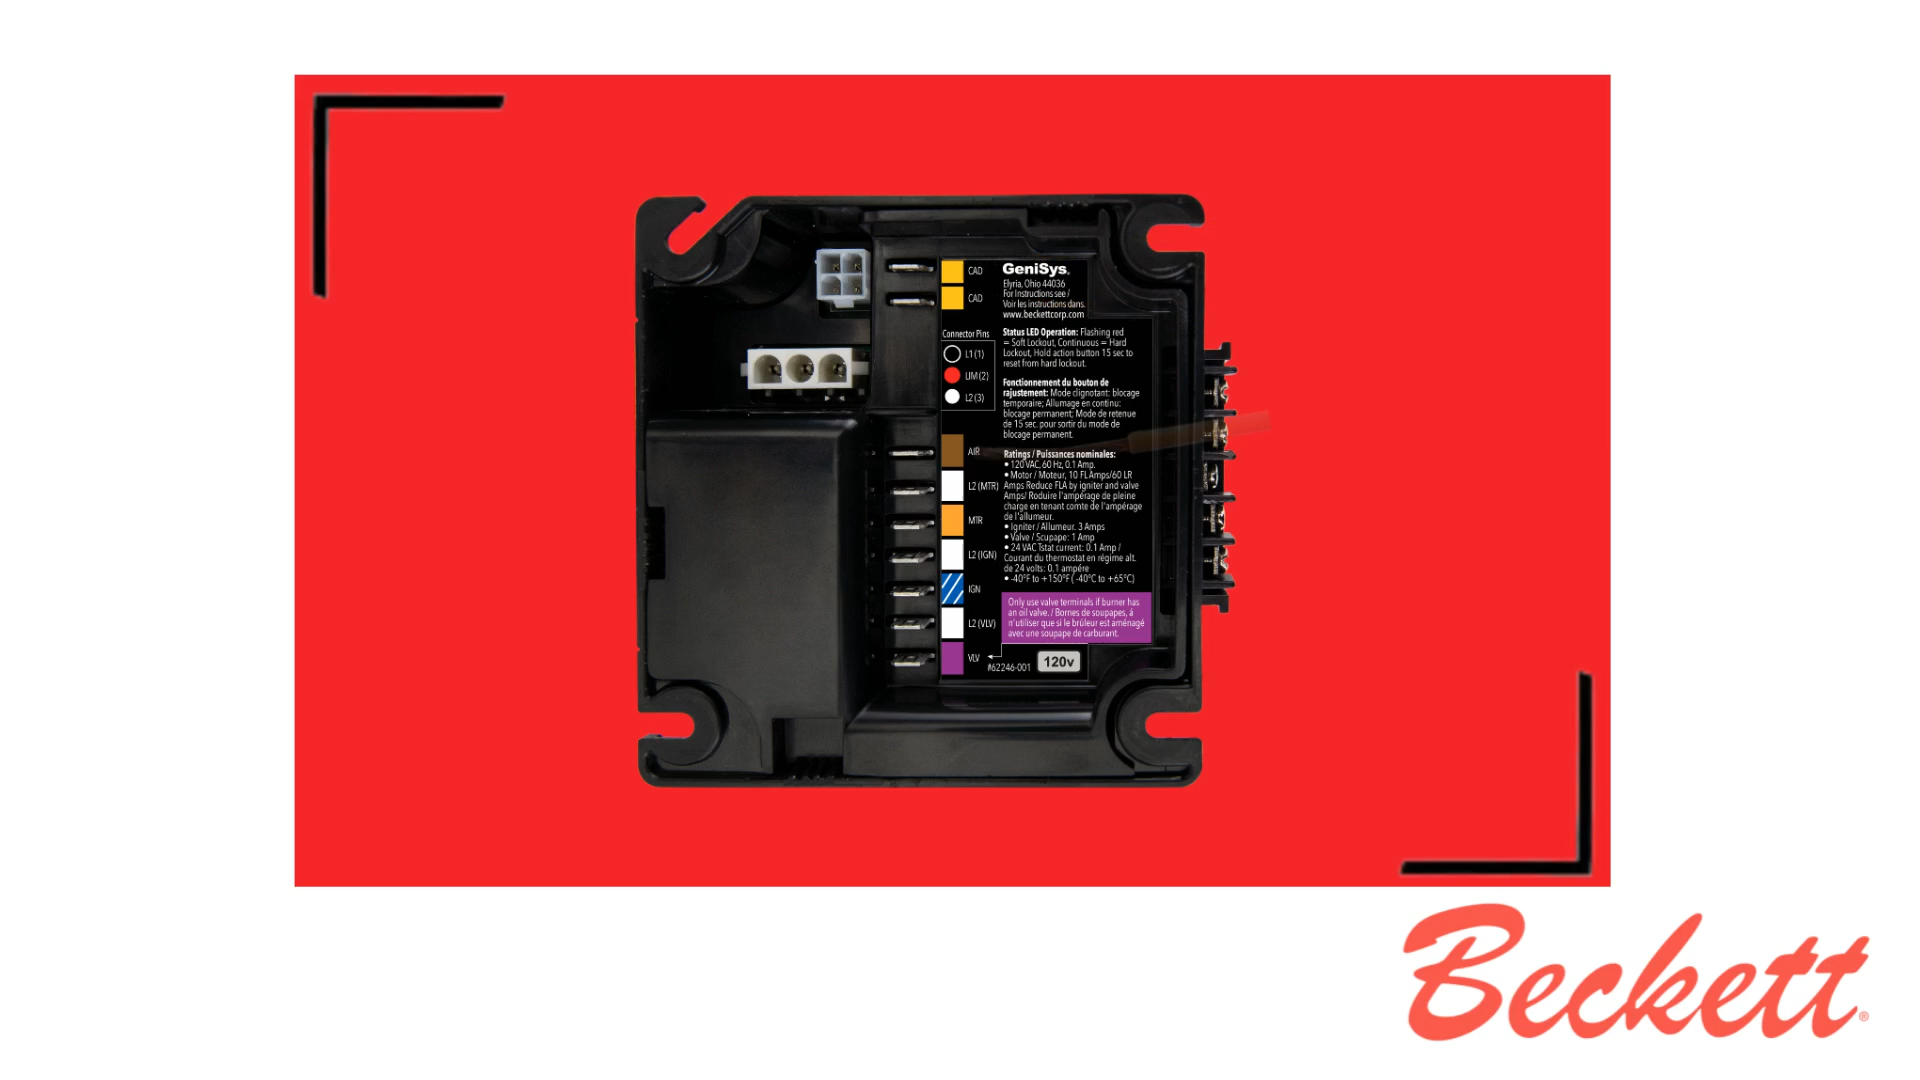 CAD
CAD
Connector Pins
L1 (1)
LIM (2)
L2 (3)
AIR
L2 (MTR)
MTR
L2 (IGN)
IGN
L2 (VLV)
VLV
GeniSys.
Elyria, Ohio 44036
For Instructions see /
Voir les instructions dans.
www.beckettcorp.com
Status LED Operation: Flashing red
= Soft Lockout, Continuous = Hard
Lockout, Hold action button 15 sec to
reset from hard lockout.
Fonctionnement du bouton de
rajustement: Mode clignotant: blocage
temporaire; Allumage en continu:
blocage permanent; Mode de retenue
de 15 sec. pour sortir du mode de
blocage permanent.
Ratings / Puissances nominales:
• 120 VAC, 60 Hz, 0.1 Amp.
• Motor / Moteur, 10 FL Amps/60 LR
Amps Reduce FLA by igniter and valve
Amps/ Roduire l'ampérage de pleine
charge en tenant comte de l'ampérage
de l'allumeur.
• Igniter / Allumeur. 3 Amps
• Valve / Scupape: 1 Amp
• 24 VAC Tstat current: 0.1 Amp /
Courant du thermostat en régime alt.
de 24 volts: 0.1 ampére
• -40°F to +150°F ( -40°C to +65°C)
Only use valve terminals if burner has
an oil valve. / Bornes de soupapes, á
n'utiliser que si le brûleur est aménagé
avec une soupape de carburant.
#62246-001
120v
Beckett®